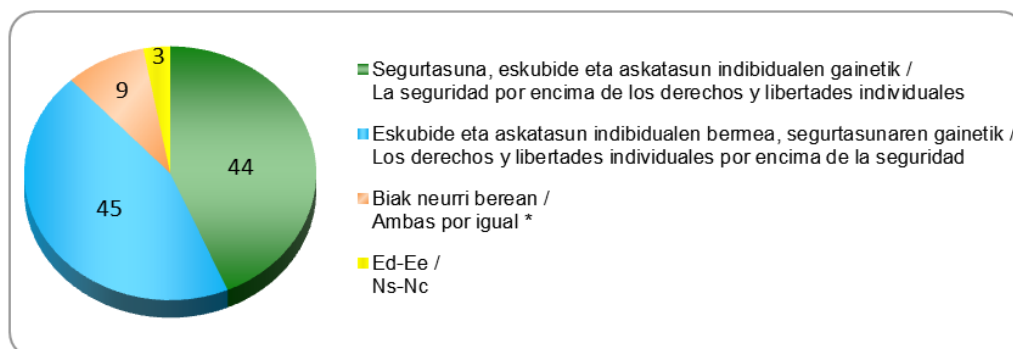 3
9
44
45
Segurtasuna, eskubide eta askatasun indibidualen gainetik /
La seguridad por encima de los derechos y libertades individuales
Eskubide eta askatasun indibidualen bermea, segurtasunaren gainetik /
Los derechos y libertades individuales por encima de la seguridad
Biak neurri berean /
Ambas por igual *
Ed-Ee /
Ns-Nc